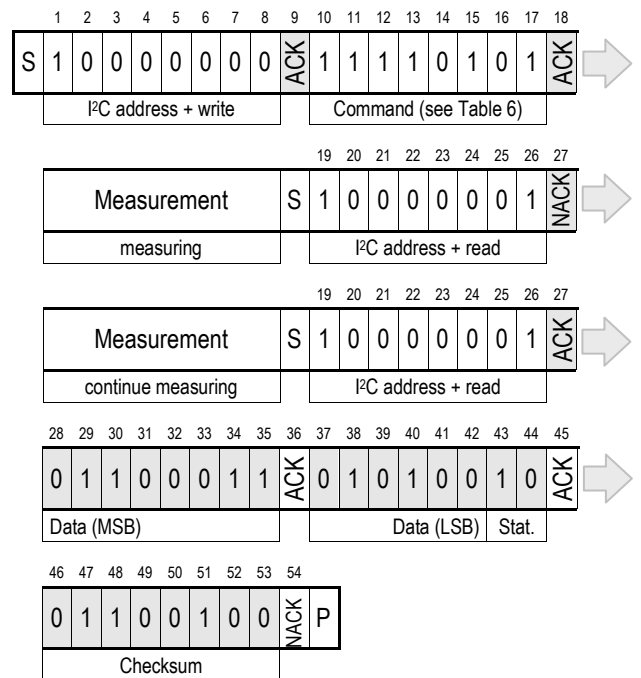 1 2 3 4 5 6 7 8 9 10 11 12 13 14 15 16 17 18
S 1 0 0 0 0 0 0 0 ACK 1 1 1 1 0 1 0 1 ACK
I²C address + write Command (see Table 6)
19 20 21 22 23 24 25 26 27
Measurement S 1 0 0 0 0 0 0 1 NACK
measuring I²C address + read
19 20 21 22 23 24 25 26 27
Measurement S 1 0 0 0 0 0 0 1 ACK
continue measuring I²C address + read
28 29 30 31 32 33 34 35 36 37 38 39 40 41 42 43 44 45
0 1 1 0 0 0 1 1 ACK 0 1 0 1 0 0 1 0 ACK
Data (MSB) Data (LSB) Stat.
46 47 48 49 50 51 52 53 54
0 1 1 0 0 1 0 0 NACK P
Checksum